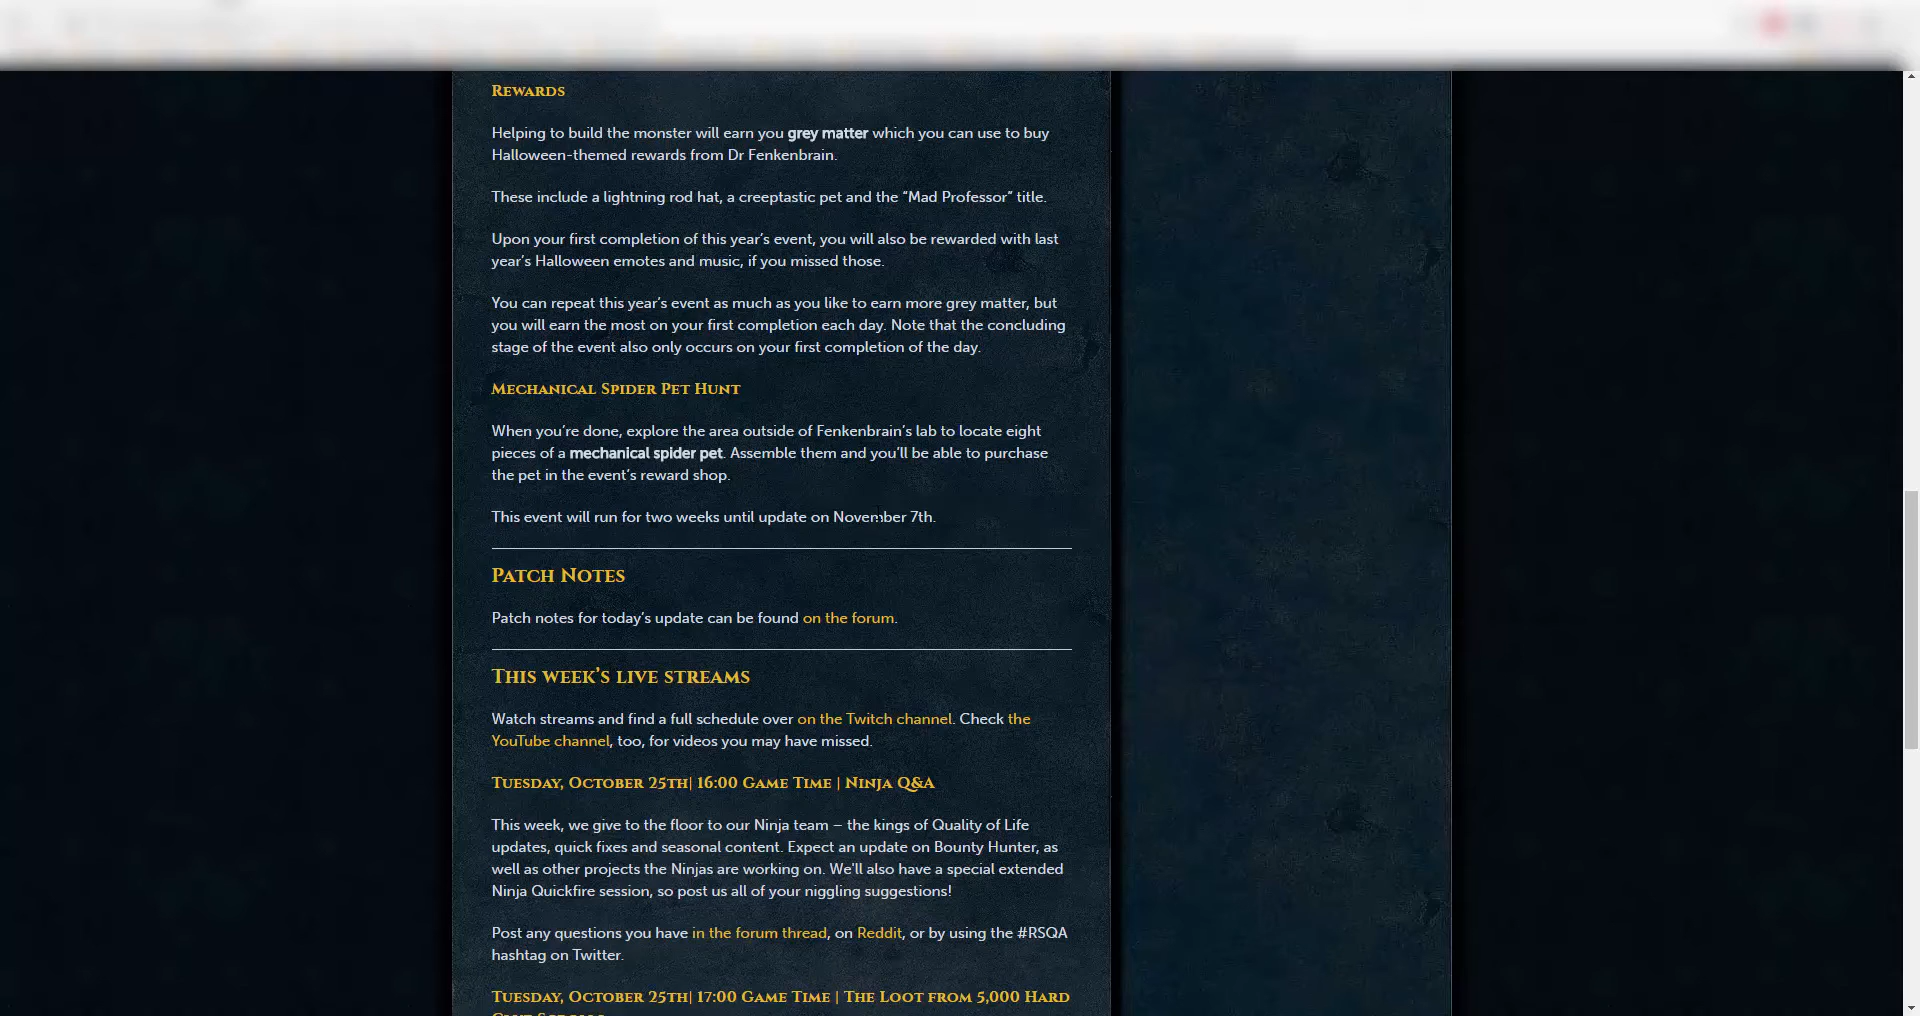 Rewards
Helping to build the monster will earn you grey matter which you can use to buy
Halloween-themed rewards from Dr Fenkenbrain.
These include a lightning rod hat, a creeptastic pet and the “Mad Professor” title.
Upon your first completion of this year’s event, you will also be rewarded with last
year’s Halloween emotes and music, if you missed those.
You can repeat this year’s event as much as you like to earn more grey matter, but
you will earn the most on your first completion each day. Note that the concluding
stage of the event also only occurs on your first completion of the day.
Mechanical Spider Pet Hunt
When you’re done, explore the area outside of Fenkenbrain’s lab to locate eight
pieces of a mechanical spider pet. Assemble them and you’ll be able to purchase
the pet in the event’s reward shop.
This event will run for two weeks until update on November 7th.
Patch Notes
Patch notes for today’s update can be found on the forum.
This week’s live streams
Watch streams and find a full schedule over on the Twitch channel. Check the
YouTube channel, too, for videos you may have missed.
Tuesday, October 25th| 16:00 Game Time | Ninja Q&A
This week, we give to the floor to our Ninja team – the kings of Quality of Life
updates, quick fixes and seasonal content. Expect an update on Bounty Hunter, as
well as other projects the Ninjas are working on. We'll also have a special extended
Ninja Quickfire session, so post us all of your niggling suggestions!
Post any questions you have in the forum thread, on Reddit, or by using the #RSQA
hashtag on Twitter.
Tuesday, October 25th| 17:00 Game Time | The Loot from 5,000 Hard